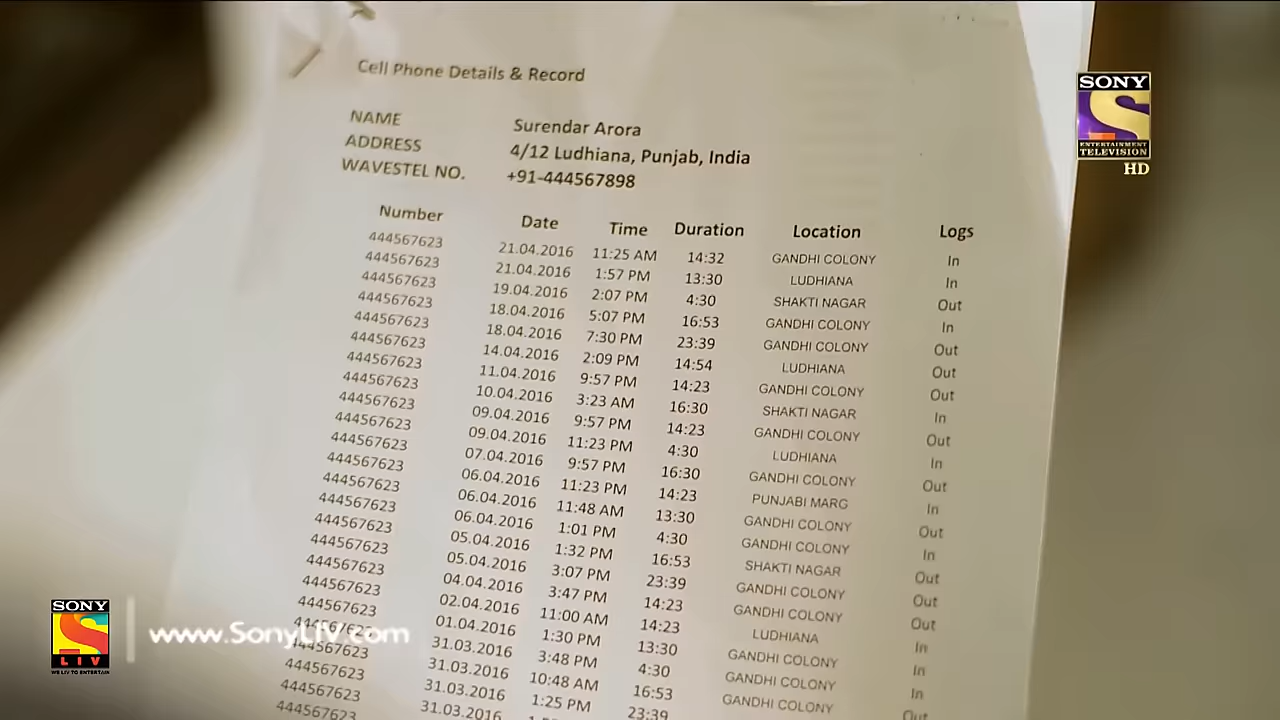 Cell Phone Details & Record
NAME Surendar Arora
ADDRESS 4/12 Ludhiana, Punjab, India
WAVESTEL NO. +91-444567898
Number Date Time Duration Location Logs
444567623 21.04.2016 11:25 AM 14:32 GANDHI COLONY In
444567623 21.04.2016 1:57 PM 13:30 LUDHIANA In
444567623 19.04.2016 2:07 PM 4:30 SHAKTI NAGAR Out
444567623 18.04.2016 5:07 PM 16:53 GANDHI COLONY In
444567623 18.04.2016 7:30 PM 23:39 GANDHI COLONY Out
444567623 14.04.2016 2:09 PM 14:54 LUDHIANA Out
444567623 11.04.2016 9:57 PM 14:23 GANDHI COLONY Out
444567623 10.04.2016 3:23 AM 16:30 SHAKTI NAGAR In
444567623 09.04.2016 9:57 PM 14:23 GANDHI COLONY Out
444567623 09.04.2016 11:23 PM 4:30 LUDHIANA In
444567623 07.04.2016 9:57 PM 16:30 GANDHI COLONY Out
444567623 06.04.2016 11:23 PM 14:23 PUNJABI MARG In
444567623 06.04.2016 11:48 AM 13:30 GANDHI COLONY Out
444567623 06.04.2016 1:01 PM 4:30 GANDHI COLONY In
444567623 05.04.2016 1:32 PM 16:53 SHAKTI NAGAR Out
444567623 05.04.2016 3:07 PM 23:39 GANDHI COLONY Out
444567623 04.04.2016 3:47 PM 14:23 GANDHI COLONY Out
444567623 02.04.2016 11:00 AM 14:23 LUDHIANA In
444567623 01.04.2016 1:30 PM 13:30 GANDHI COLONY In
444567623 31.03.2016 3:48 PM 4:30 GANDHI COLONY In
444567623 31.03.2016 10:48 AM 16:53 GANDHI COLONY Out
444567623 31.03.2016 1:25 PM 23:39
444567623 31.03.2016
SONY
ENTERTAINMENT
TELEVISION
HD
SONY
LIV
WE LIV TO ENTERTAIN
www.SonyLIV.com